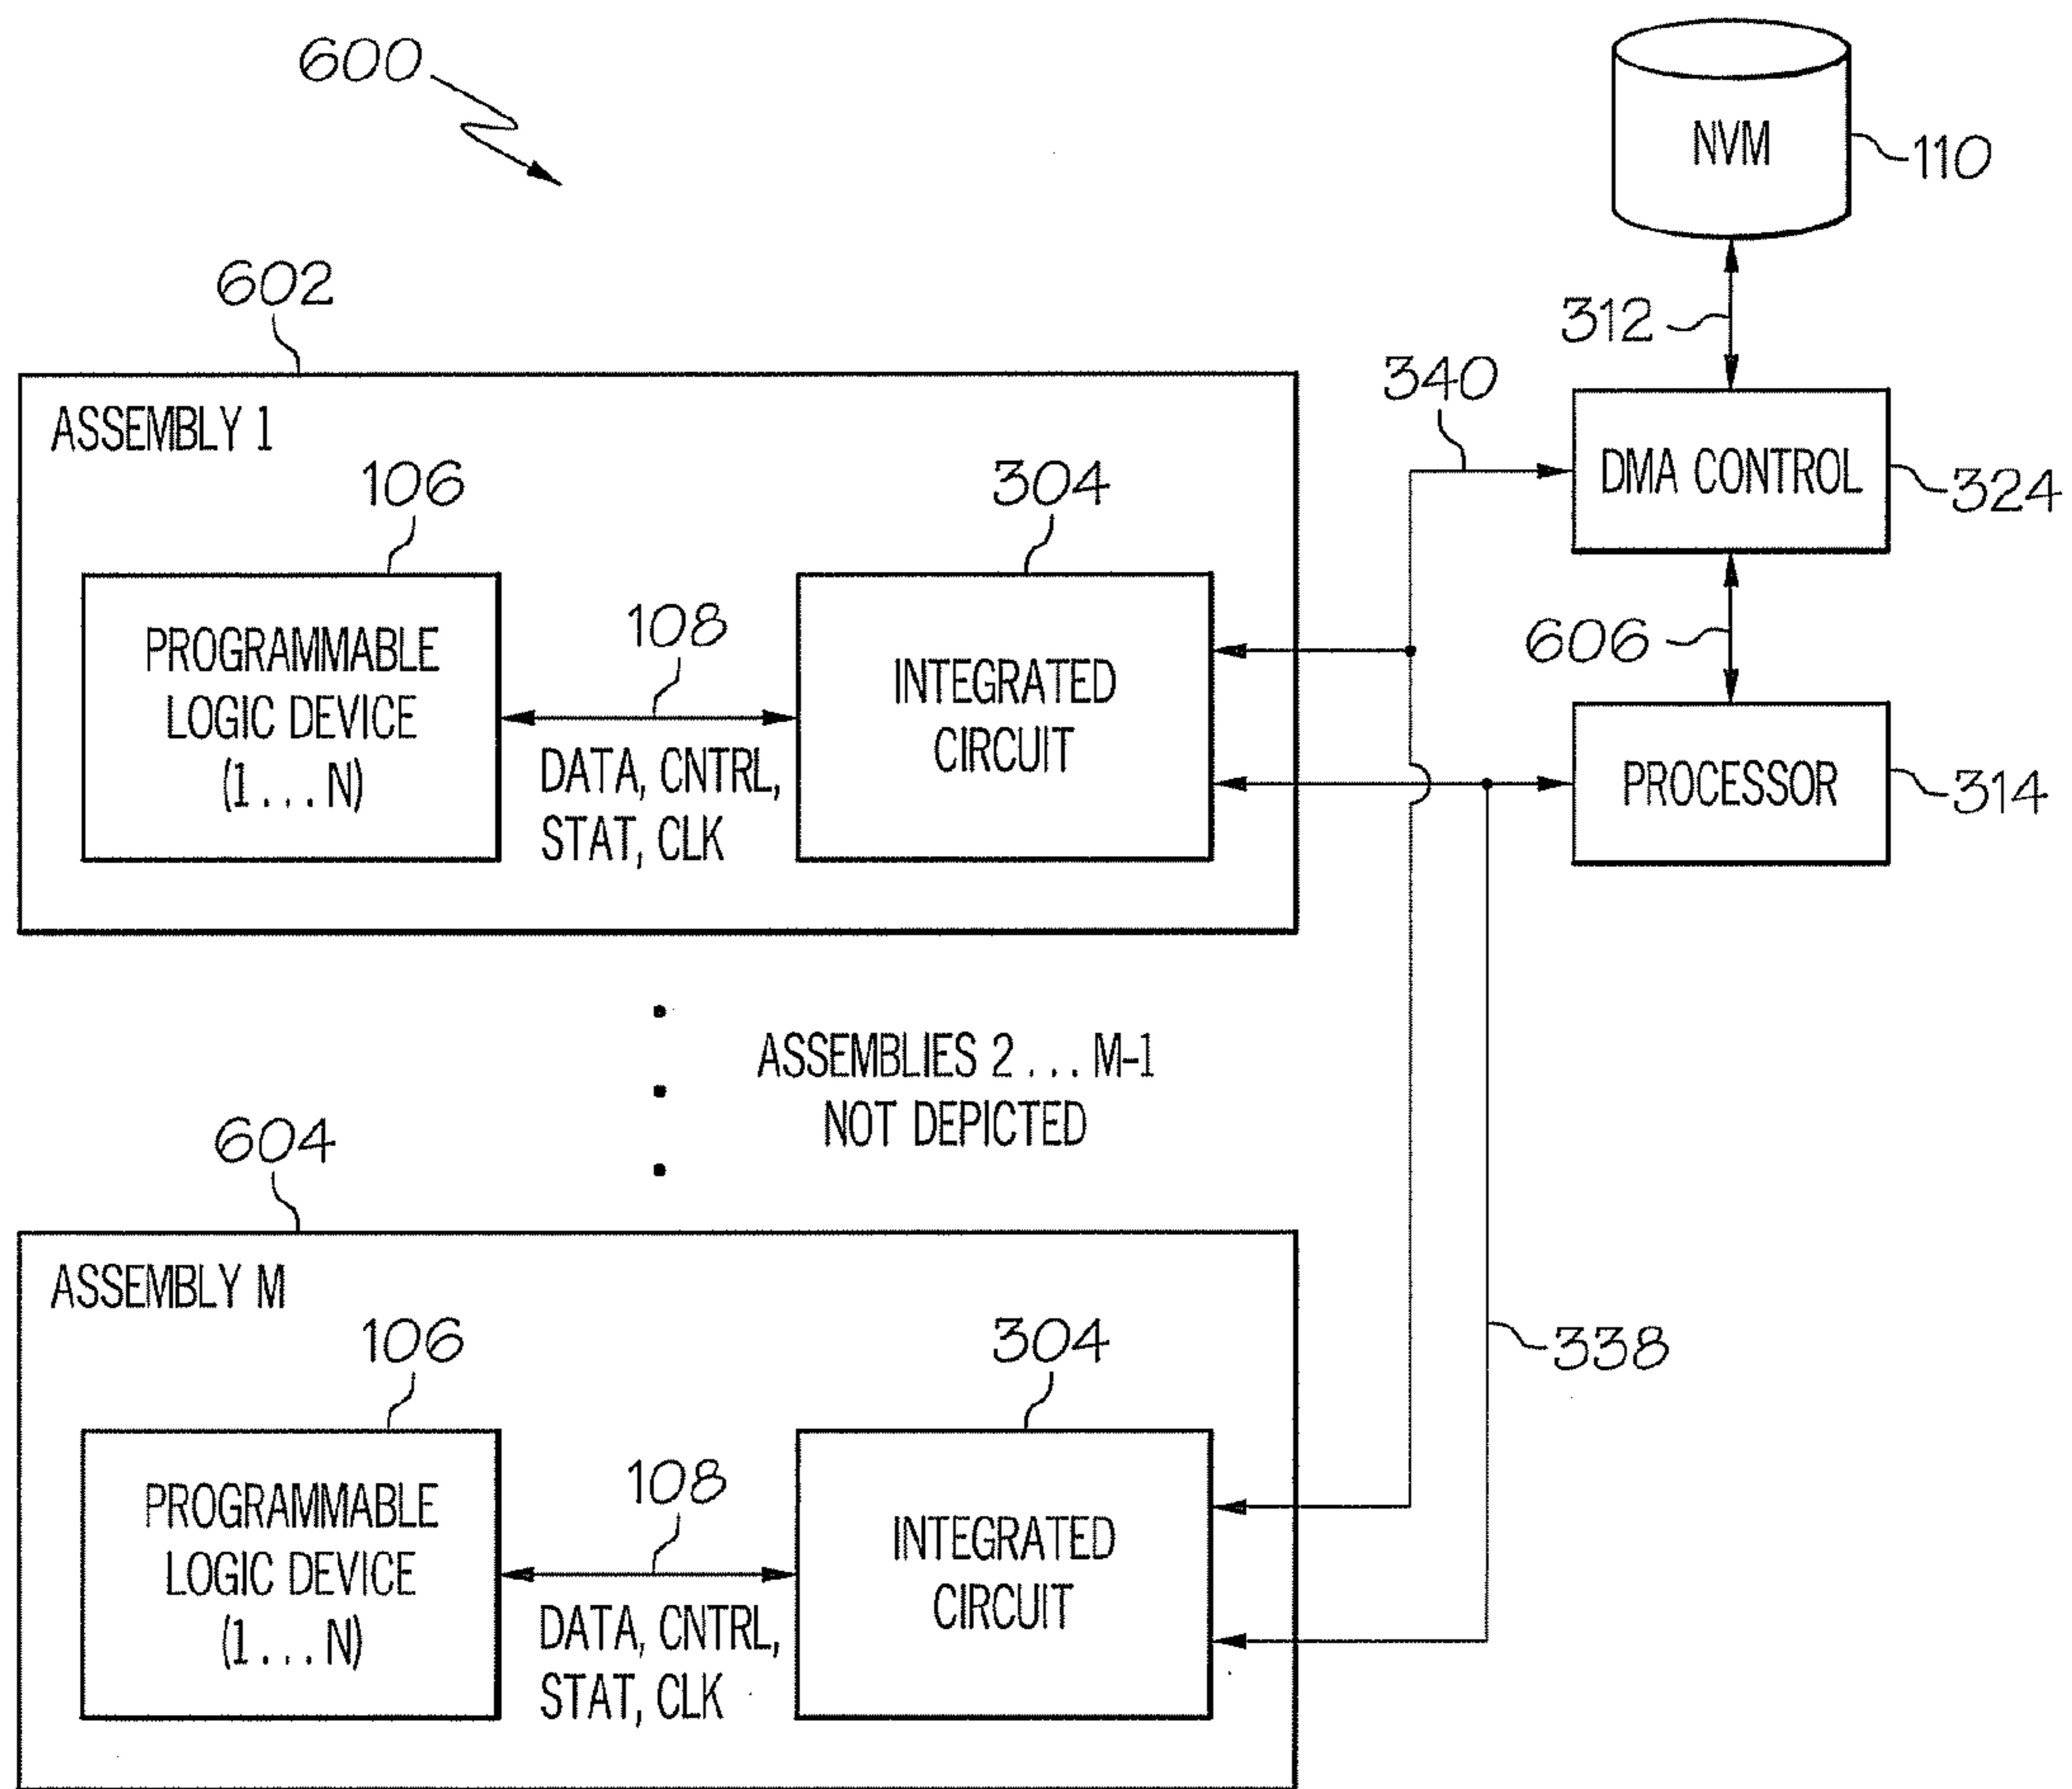 600
NVM
110
602
312
340
ASSEMBLY 1
DMA CONTROL
324
106
304
108
606
PROGRAMMABLE
LOGIC DEVICE
(1 . . . N)
INTEGRATED
CIRCUIT
DATA, CNTRL,
STAT, CLK
PROCESSOR
314
ASSEMBLIES 2 . . . M-1
NOT DEPICTED
604
ASSEMBLY M
106
304
338
108
PROGRAMMABLE
LOGIC DEVICE
(1 . . . N)
INTEGRATED
CIRCUIT
DATA, CNTRL,
STAT, CLK